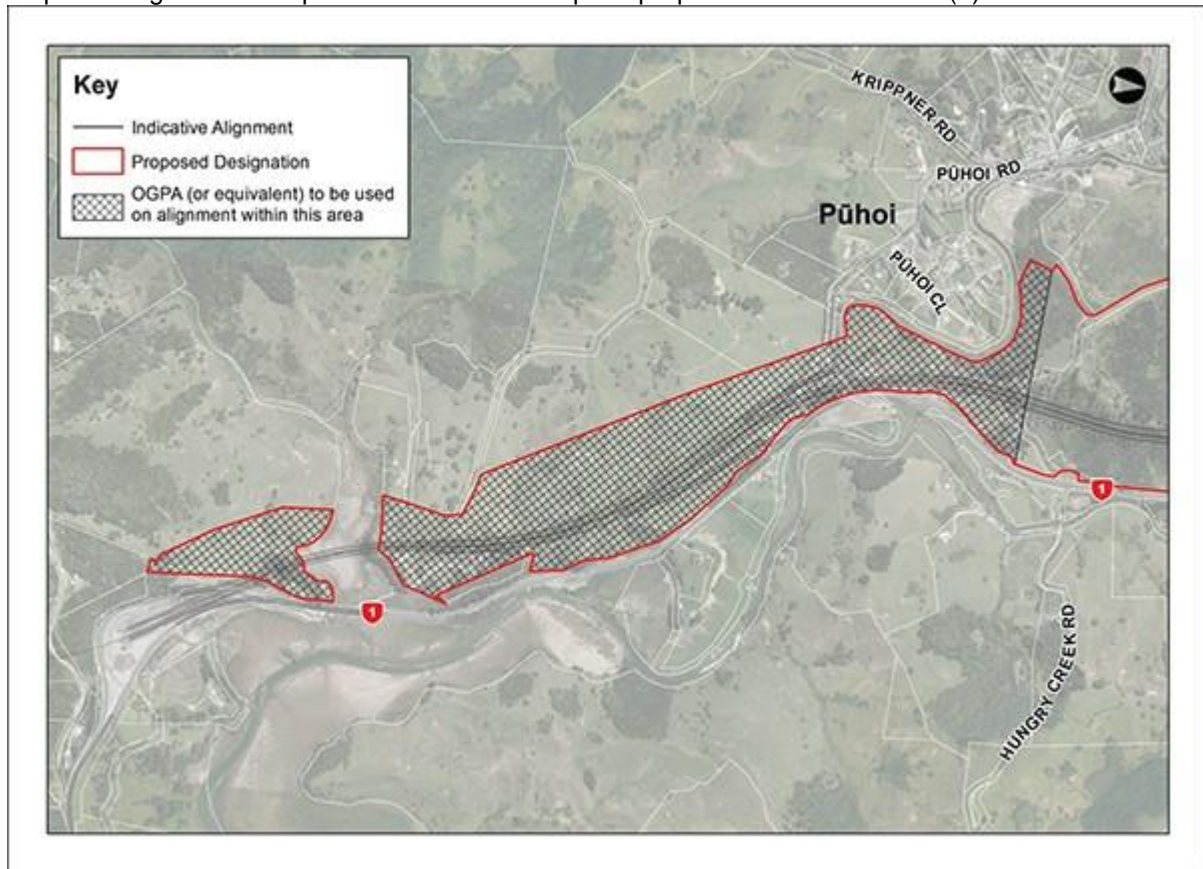 Key
Indicative Alignment
Proposed Designation
OGPA (or equivalent) to be used
on alignment within this area
KRIPPNER RD
PŪHOI RD
Pūhoi
PŪHOI CL
1
1
HUNGRY CREEK RD